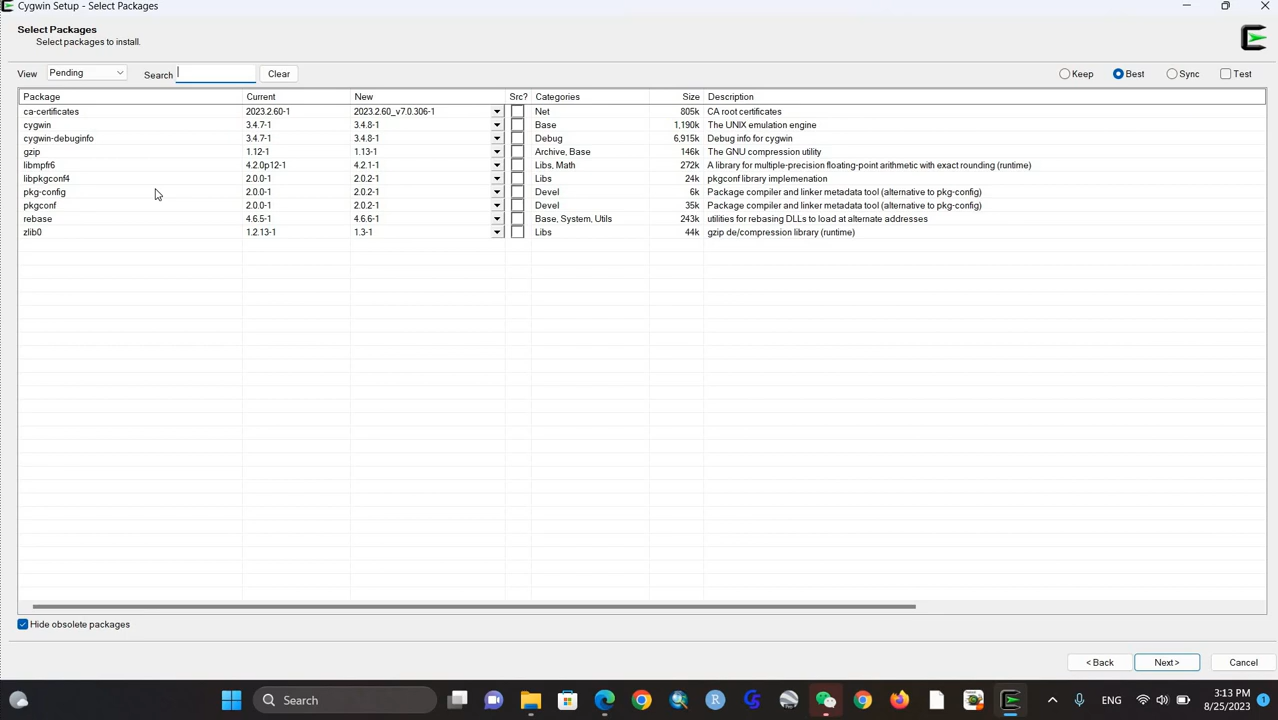 Cygwin Setup - Select Packages
Select Packages
Select packages to install.
View Pending Search Clear Keep Best Sync Test
Package Current New Src? Categories Size Description
ca-certificates 2023.2.60-1 2023.2.60_v7.0.306-1 Net 805k CA root certificates
cygwin 3.4.7-1 3.4.8-1 Base 1,190k The UNIX emulation engine
cygwin-debuginfo 3.4.7-1 3.4.8-1 Debug 6,915k Debug info for cygwin
gzip 1.12-1 1.13-1 Archive, Base 146k The GNU compression utility
libmpfr6 4.2.0p12-1 4.2.1-1 Libs, Math 272k A library for multiple-precision floating-point arithmetic with exact rounding (runtime)
libpkgconf4 2.0.0-1 2.0.2-1 Libs 24k pkgconf library implemenation
pkg-config 2.0.0-1 2.0.2-1 Devel 6k Package compiler and linker metadata tool (alternative to pkg-config)
pkgconf 2.0.0-1 2.0.2-1 Devel 35k Package compiler and linker metadata tool (alternative to pkg-config)
rebase 4.6.5-1 4.6.6-1 Base, System, Utils 243k utilities for rebasing DLLs to load at alternate addresses
zlib0 1.2.13-1 1.3-1 Libs 44k gzip de/compression library (runtime)
Hide obsolete packages
< Back Next > Cancel
Search R ENG 3:13 PM
8/25/2023 1